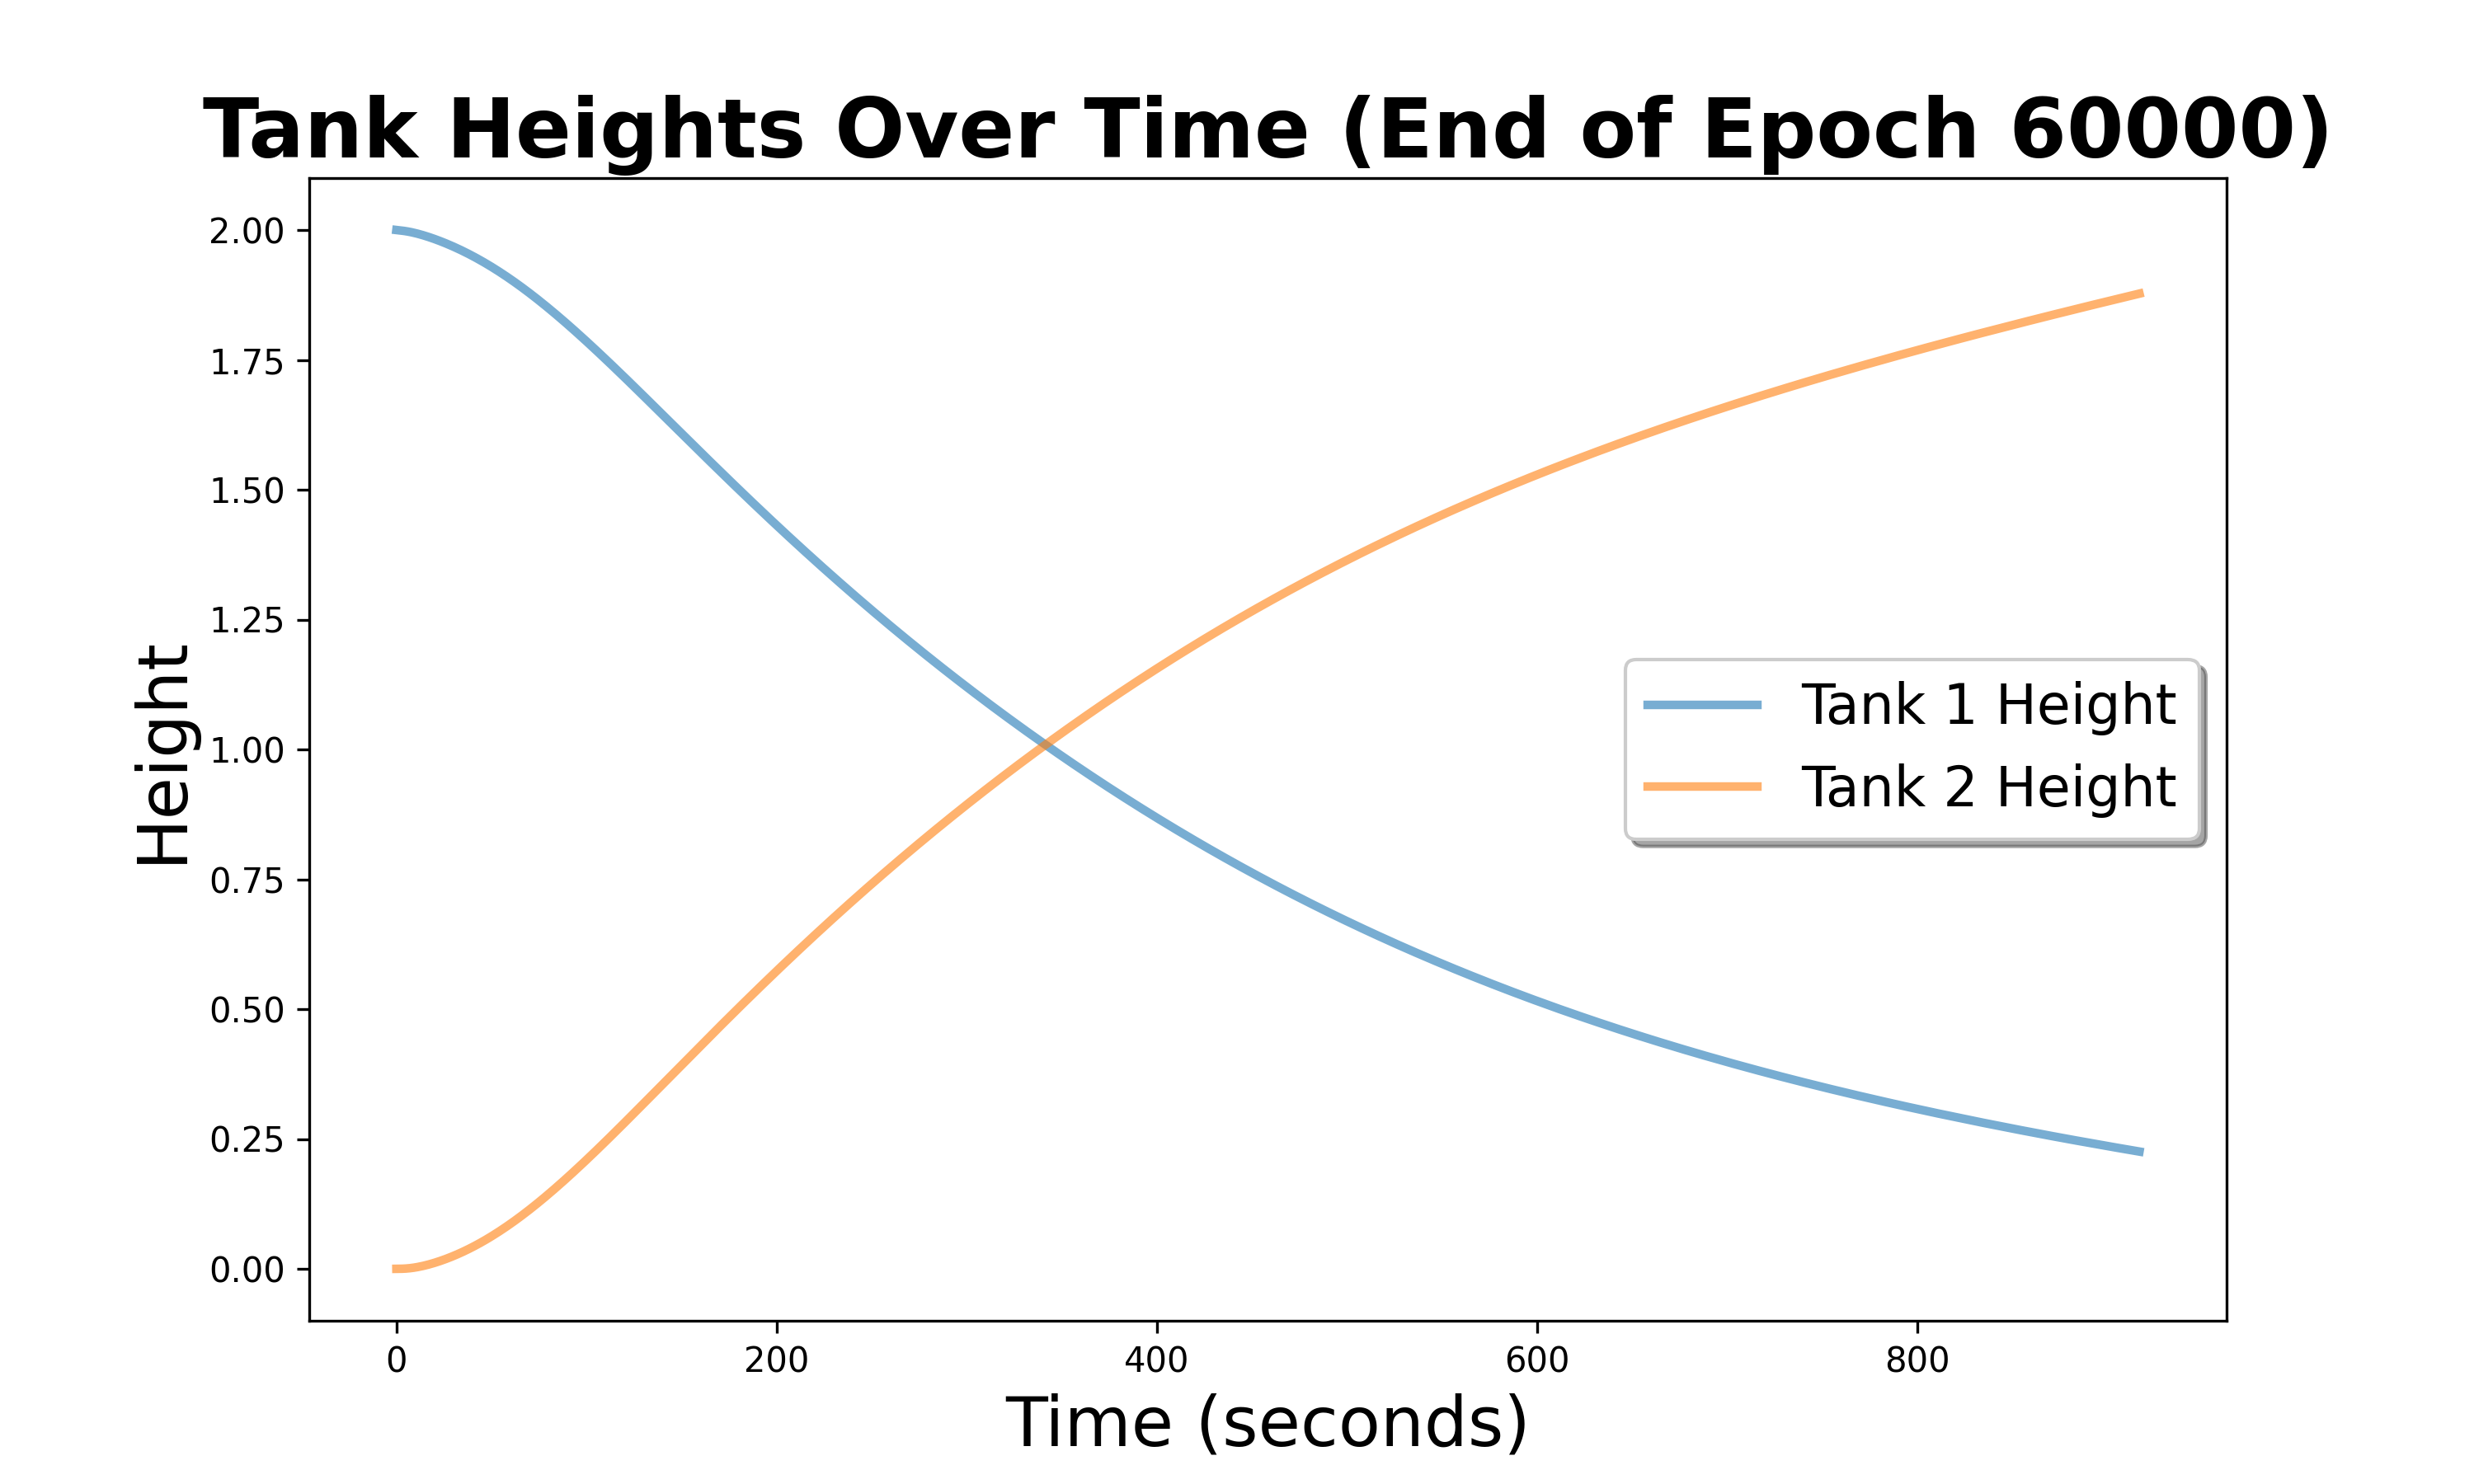 Tank Heights Over Time (End of Epoch 60000)
Height
2.00
1.75
1.50
1.25
1.00
0.75
0.50
0.25
0.00
Tank 1 Height
Tank 2 Height
0 200 400 600 800
Time (seconds)